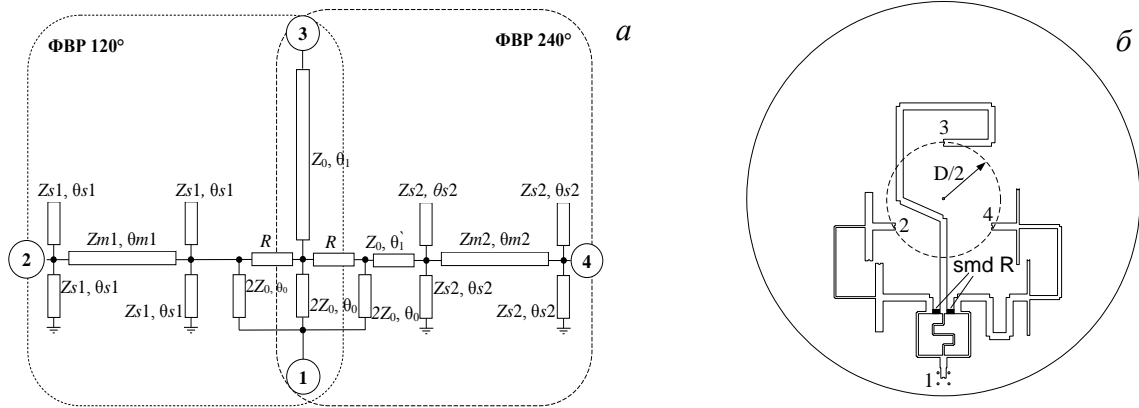 ФВР 120°
3
ФВР 240°
а
Z0, θ1
Zs1, θs1
Zs1, θs1
Zs2, θs2
Zs2, θs2
2
Zm1, θm1
R
R
Z0, θ1`
Zm2, θm2
4
Zs1, θs1
Zs1, θs1
2Z0, θ0
2Z0, θ0
2Z0, θ0
Zs2, θs2
Zs2, θs2
1
б
3
D/2
2
4
smd R
1